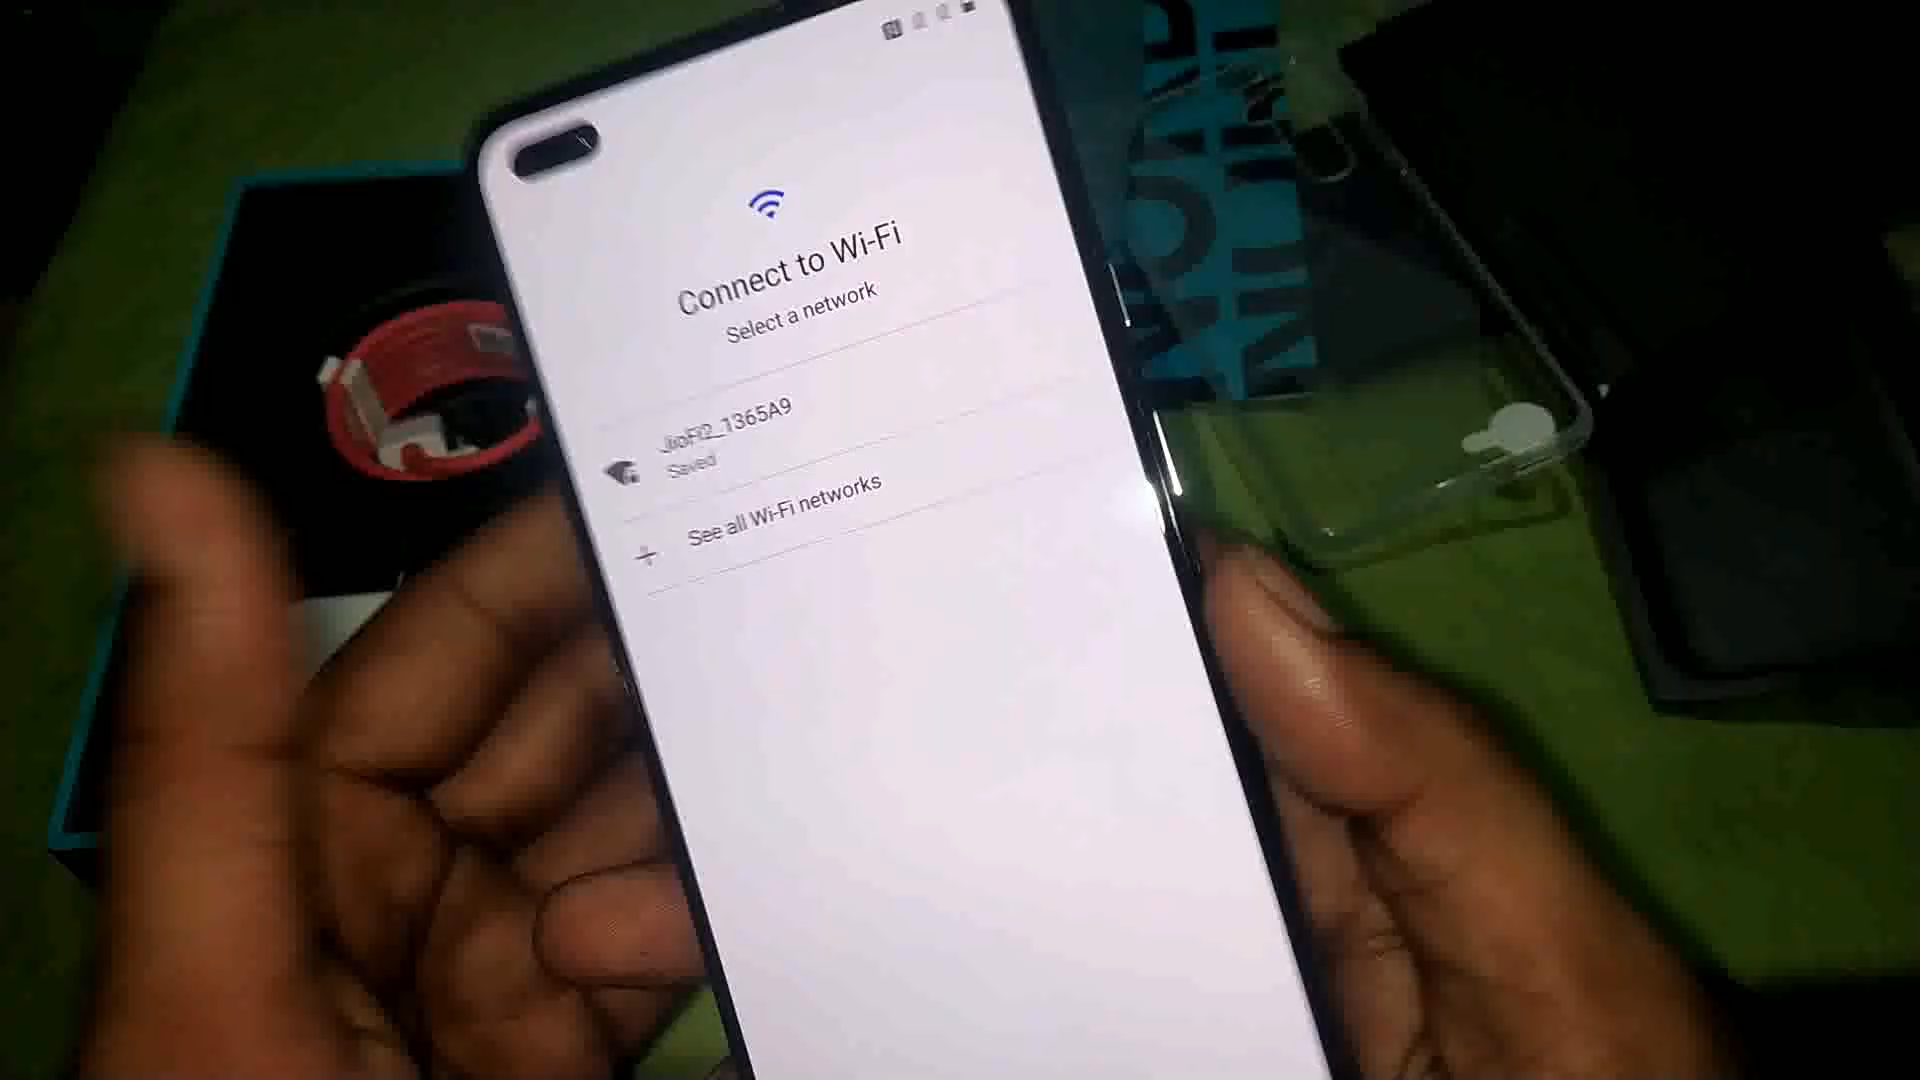 Connect to Wi-Fi
Select a network
JioFi2_1365A9
Saved
See all Wi-Fi networks